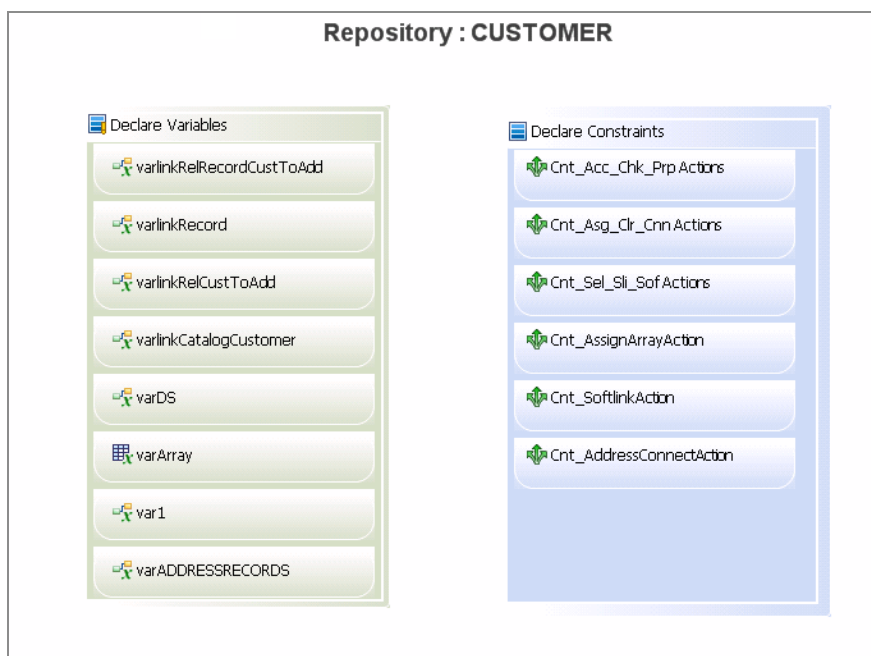 Repository : CUSTOMER
Declare Variables
varlinkRelRecordCustToAdd
varlinkRecord
varlinkRelCustToAdd
varlinkCatalogCustomer
varDS
varArray
var1
varADDRESSRECORDS
Declare Constraints
Cnt_Acc_Chk_Prp Actions
Cnt_Asg_Clr_Cnn Actions
Cnt_Sel_Sli_Sof Actions
Cnt_AssignArrayAction
Cnt_SoftlinkAction
Cnt_AddressConnectAction